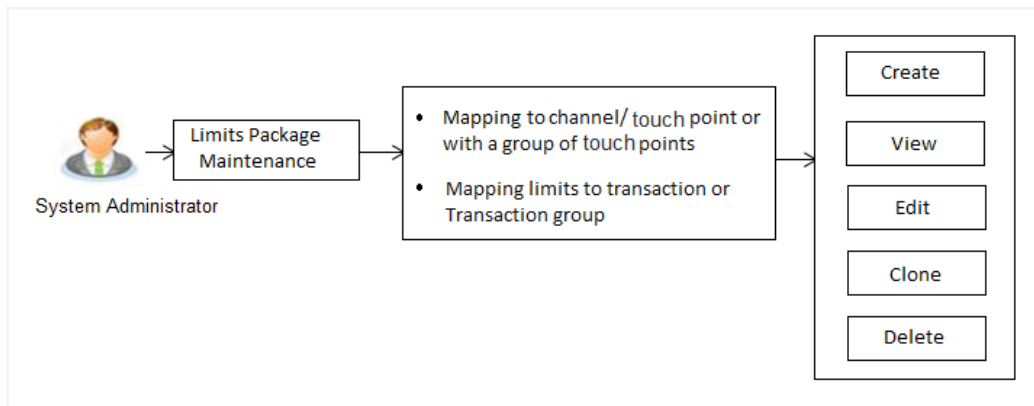 System Administrator
Limits Package
Maintenance
• Mapping to channel/ touch point or
with a group of touch points
• Mapping limits to transaction or
Transaction group
Create
View
Edit
Clone
Delete